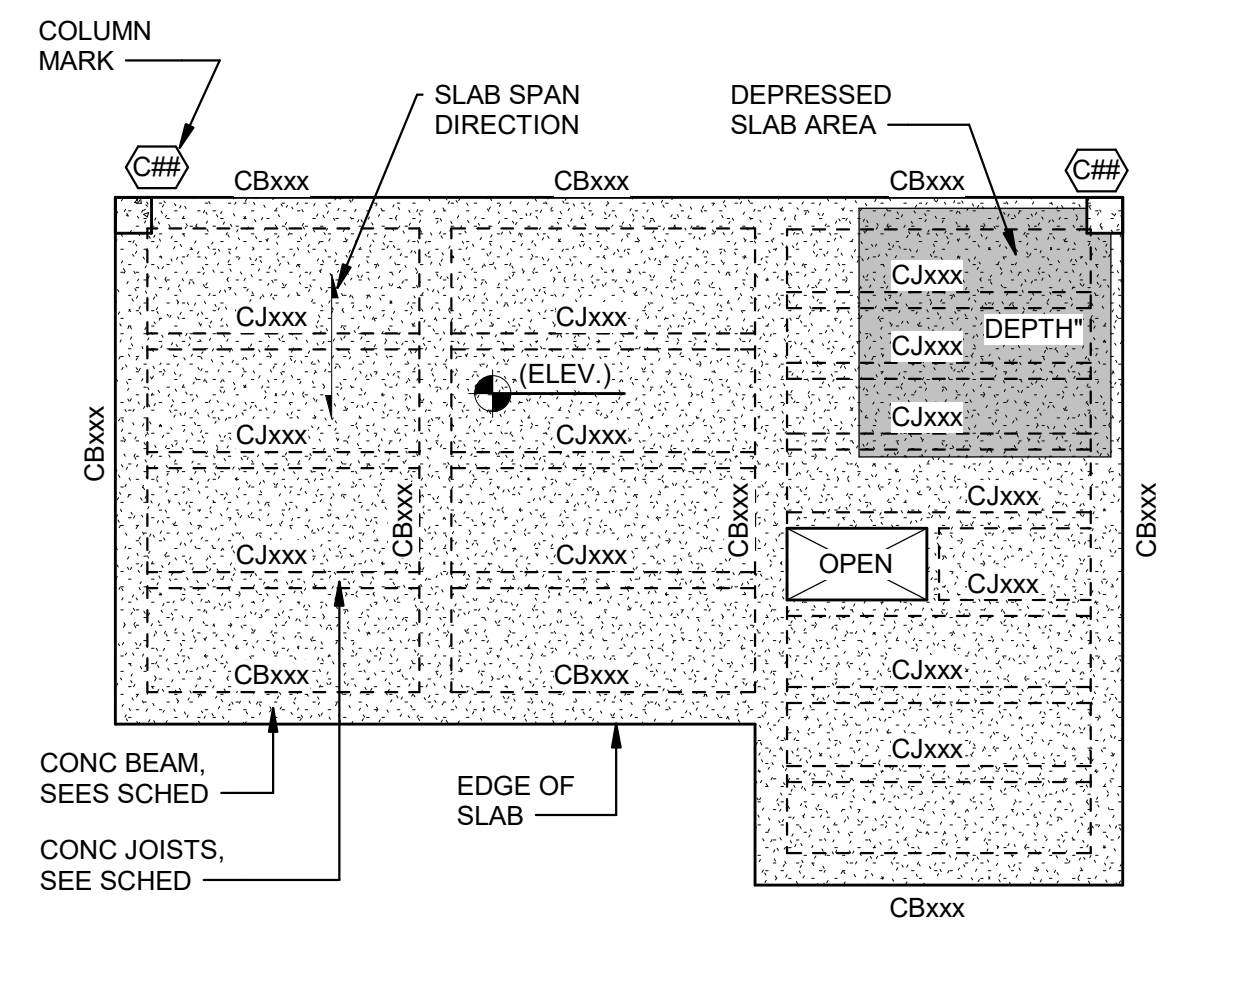 COLUMN
MARK
SLAB SPAN
DIRECTION
DEPRESSED
SLAB AREA
C##
C##
CBxxx
CBxxx
CBxxx
CJxxx
CJxxx
CJxxx
DEPTH"
CJxxx
(ELEV.)
CBxxx
CJxxx
CJxxx
CJxxx
CJxxx
CBxxx
CBxxx
CBxxx
CJxxx
CJxxx
OPEN
CJxxx
CBxxx
CBxxx
CJxxx
CJxxx
CONC BEAM,
SEES SCHED
EDGE OF
SLAB
CONC JOISTS,
SEE SCHED
CBxxx